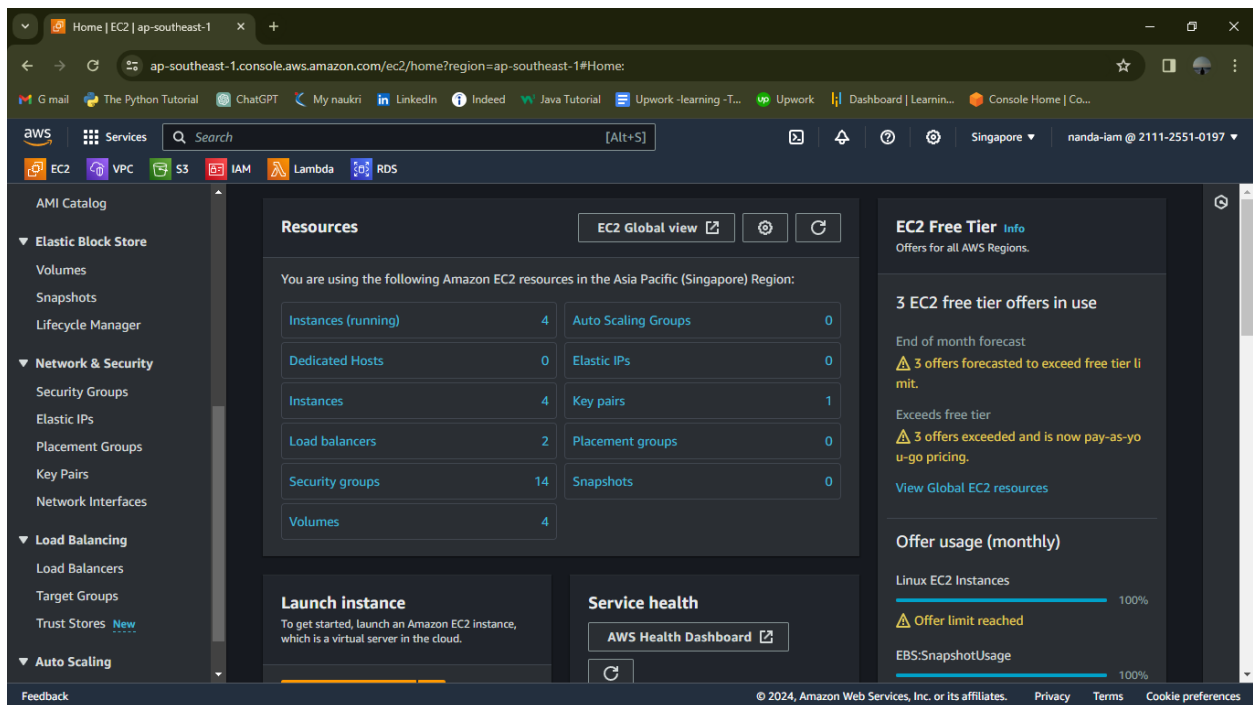 Home | EC2 | ap-southeast-1
ap-southeast-1.console.aws.amazon.com/ec2/home?region=ap-southeast-1#Home:
G mail The Python Tutorial ChatGPT My naukri LinkedIn Indeed Java Tutorial Upwork -learning -T... Upwork Dashboard | Learnin... Console Home | Co...
aws Services Search [Alt+S] Singapore nanda-iam @ 2111-2551-0197
EC2 VPC S3 IAM Lambda RDS
AMI Catalog
Elastic Block Store
Volumes
Snapshots
Lifecycle Manager
Network & Security
Security Groups
Elastic IPs
Placement Groups
Key Pairs
Network Interfaces
Load Balancing
Load Balancers
Target Groups
Trust Stores New
Auto Scaling
Resources
EC2 Global view
You are using the following Amazon EC2 resources in the Asia Pacific (Singapore) Region:
Instances (running) 4 Auto Scaling Groups 0
Dedicated Hosts 0 Elastic IPs 0
Instances 4 Key pairs 1
Load balancers 2 Placement groups 0
Security groups 14 Snapshots 0
Volumes 4
Launch instance
To get started, launch an Amazon EC2 instance,
which is a virtual server in the cloud.
Service health
AWS Health Dashboard
EC2 Free Tier Info
Offers for all AWS Regions.
3 EC2 free tier offers in use
End of month forecast
3 offers forecasted to exceed free tier li
mit.
Exceeds free tier
3 offers exceeded and is now pay-as-yo
u-go pricing.
View Global EC2 resources
Offer usage (monthly)
Linux EC2 Instances
100%
Offer limit reached
EBS:SnapshotUsage
100%
Feedback © 2024, Amazon Web Services, Inc. or its affiliates. Privacy Terms Cookie preferences